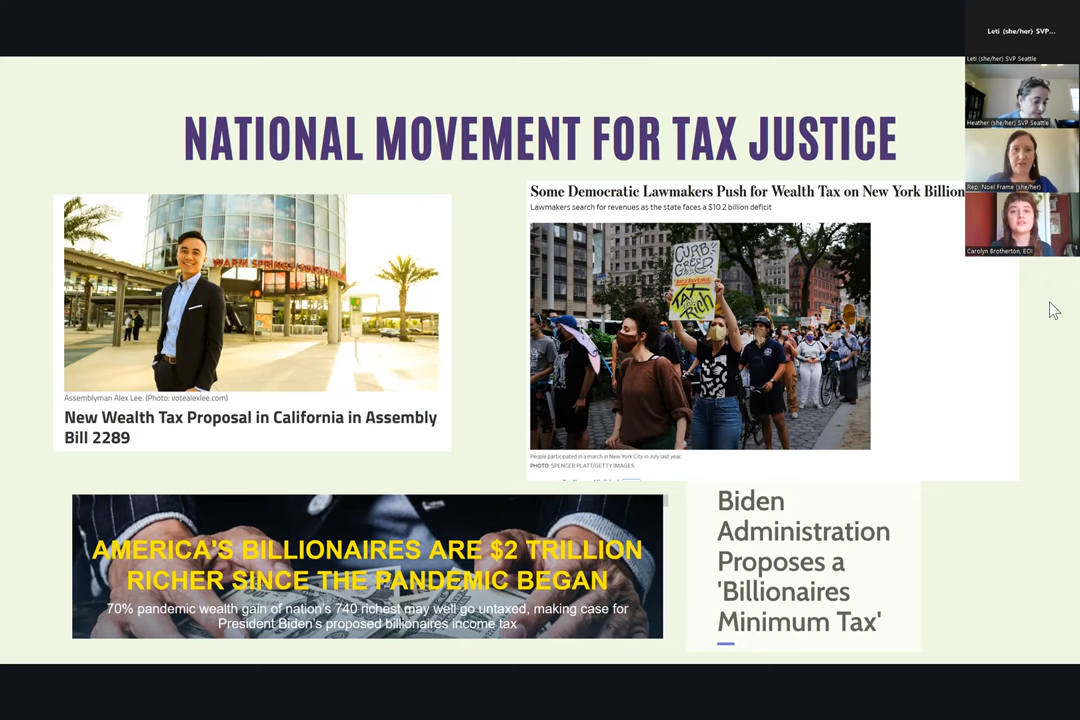 NATIONAL MOVEMENT FOR TAX JUSTICE
WARM SPRINGS
Assemblyman Alex Lee. (Photo: votealexlee.com)
New Wealth Tax Proposal in California in Assembly
Bill 2289
Some Democratic Lawmakers Push for Wealth Tax on New York Billion
Lawmakers search for revenues as the state faces a $10.2 billion deficit
CURB
GREED
TAX
RICH
People participated in a march in New York City in July last year.
PHOTO: SPENCER PLATT/GETTY IMAGES
AMERICA'S BILLIONAIRES ARE $2 TRILLION
RICHER SINCE THE PANDEMIC BEGAN
70% pandemic wealth gain of nation's 740 richest may well go untaxed, making case for
President Biden's proposed billionaires income tax
Biden
Administration
Proposes a
'Billionaires
Minimum Tax'
Leti (she/her) SVP...
Leti (she/her) SVP Seattle
Heather (she/her) SVP Seattle
Rep. Noel Frame (she/her)
Carolyn Brotherton, EOI